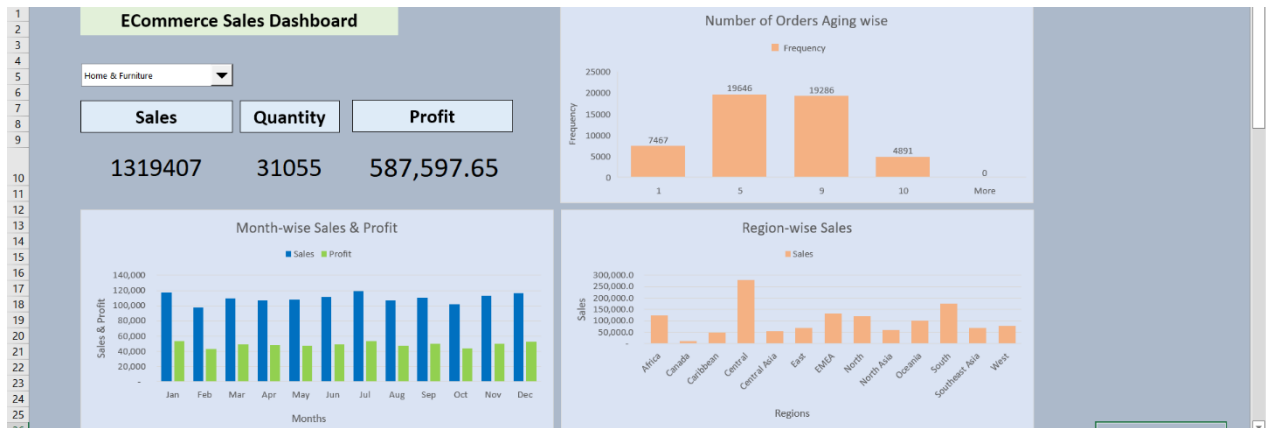 1
2
3
4
5
6
7
8
9
10
11
12
13
14
15
16
17
18
19
20
21
22
23
24
25
ECommerce Sales Dashboard
Home & Furniture
Sales Quantity Profit
1319407 31055 587,597.65
Number of Orders Aging wise
Frequency
Frequency
25000
20000
15000
10000
5000
0
7467 19646 19286 4891 0
1 5 9 10 More
Month-wise Sales & Profit
Sales Profit
Sales & Profit
140,000
120,000
100,000
80,000
60,000
40,000
20,000
-
Jan Feb Mar Apr May Jun Jul Aug Sep Oct Nov Dec
Months
Region-wise Sales
Sales
Sales
300,000.0
250,000.0
200,000.0
150,000.0
100,000.0
50,000.0
-
Africa Canada Caribbean Central Central Asia East EMEA North North Asia Oceania South Southeast Asia West
Regions